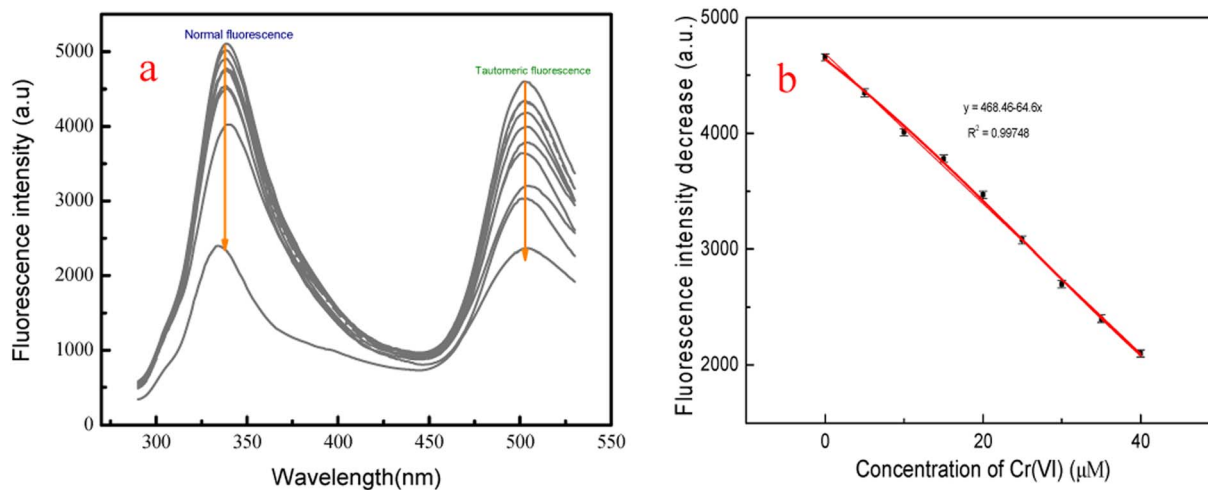 a
Normal fluorescence
Tautomeric fluorescence
Fluorescence intensity (a.u)
5000
4000
3000
2000
1000
0
300
350
400
450
500
550
Wavelength(nm)
b
y = 468.46-64.6x
R² = 0.99748
Fluorescence intensity decrease (a.u.)
5000
4000
3000
2000
0
20
40
Concentration of Cr(VI) (μM)